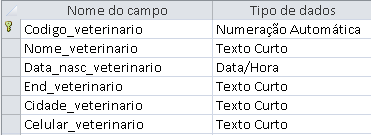 Nome do campo Tipo de dados
Codigo_veterinario Numeração Automática
Nome_veterinario Texto Curto
Data_nasc_veterinario Data/Hora
End_veterinario Texto Curto
Cidade_veterinario Texto Curto
Celular_veterinario Texto Curto